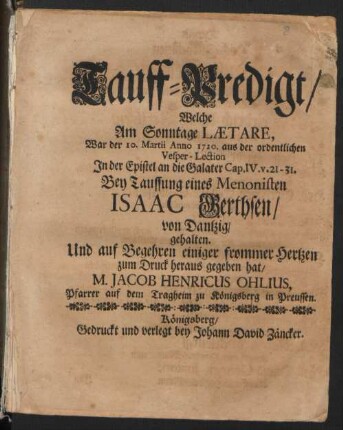 Tauff-Predigt/
Welche
Am Sonntage LÆTARE,
War der 10. Martii Anno 1720. aus der ordentlichen
Vesper-Lection
In der Epistel an die Galater Cap. IV. v. 21-31.
Bey Tauffung eines Menonisten
ISAAC Gerthsen/
von Dantzig/
gehalten.
Und auf Begehren einiger frommer Hertzen
zum Druck heraus gegeben hat/
M. JACOB HENRICUS OHLIUS,
Pfarrer auf dem Tragheim zu Königsberg in Preussen.
Königsberg/
Gedruckt und verlegt bey Johann David Zäncker.